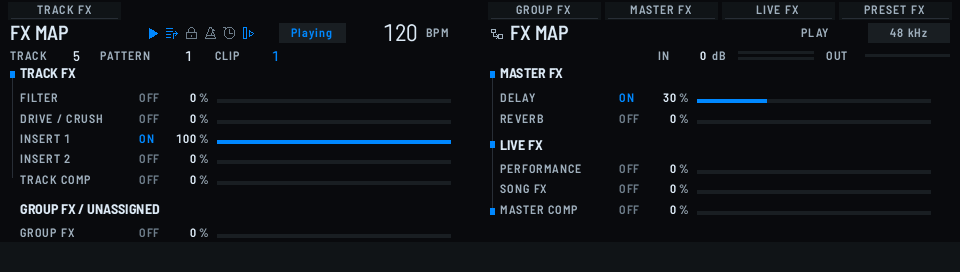 TRACK FX
GROUP FX MASTER FX LIVE FX PRESET FX
FX MAP Playing 120 BPM
FX MAP PLAY 48 kHz
TRACK 5 PATTERN 1 CLIP 1
IN 0 dB OUT
TRACK FX
FILTER OFF 0 %
DRIVE / CRUSH OFF 0 %
INSERT 1 ON 100 %
INSERT 2 OFF 0 %
TRACK COMP OFF 0 %
GROUP FX / UNASSIGNED
GROUP FX OFF 0 %
MASTER FX
DELAY ON 30 %
REVERB OFF 0 %
LIVE FX
PERFORMANCE OFF 0 %
SONG FX OFF 0 %
MASTER COMP OFF 0 %